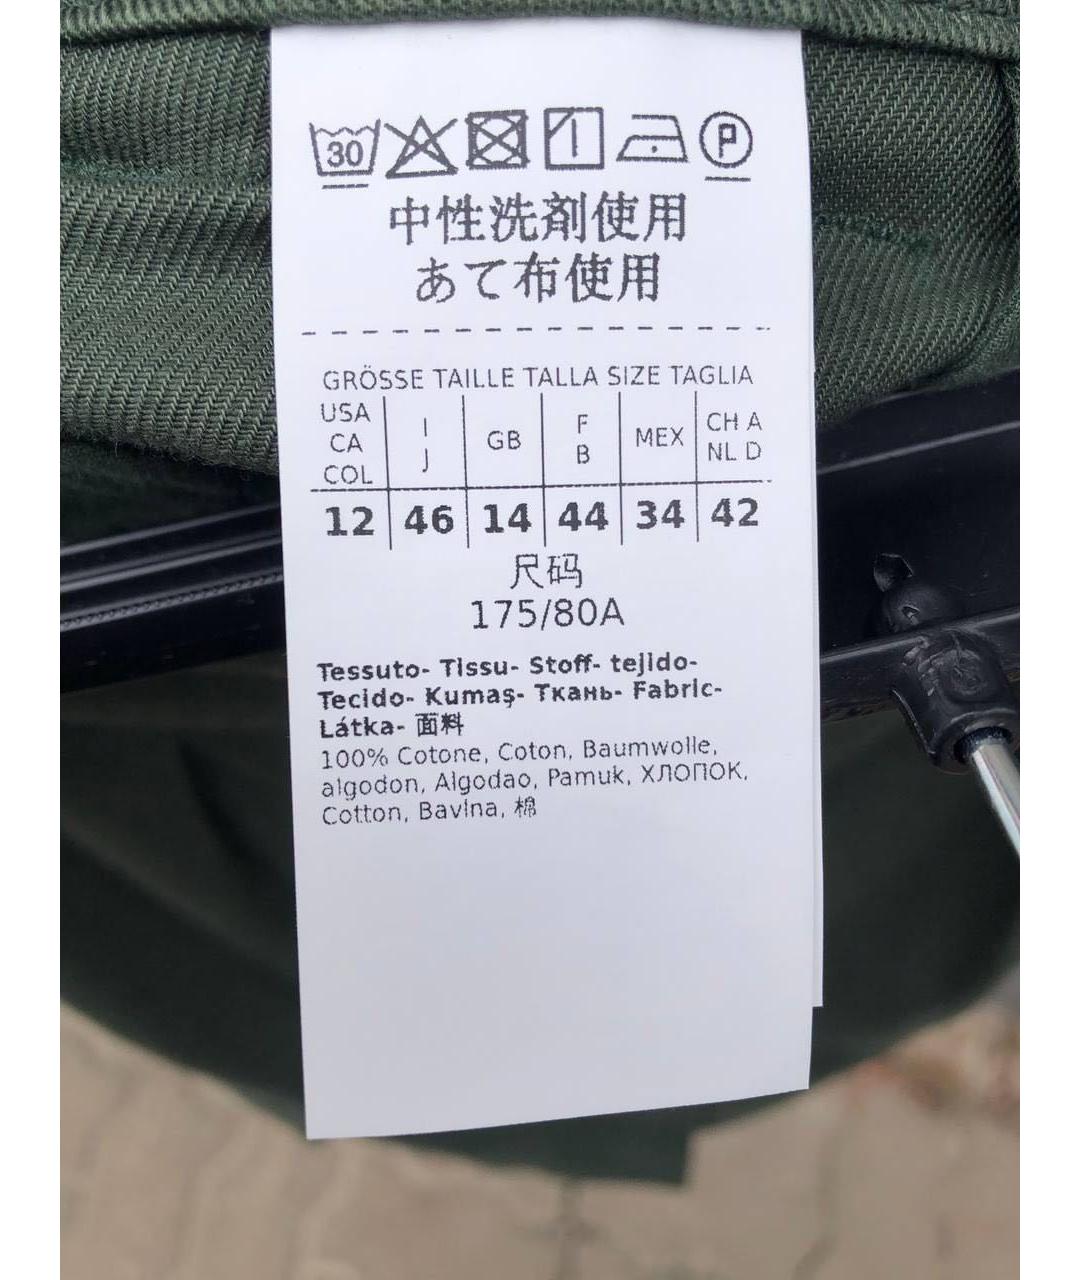 30 P
中性洗剤使用
あて布使用
GRÖSSE TAILLE TALLA SIZE TAGLIA
USA CA COL
I J
GB
F B
MEX
CH A NL D
12 46 14 44 34 42
尺码
175/80A
Tessuto- Tissu- Stoff- tejido-
Tecido- Kumaş- Ткань- Fabric-
Látka- 面料
100% Cotone, Coton, Baumwolle,
algodon, Algodao, Pamuk, ХЛОПОК,
Cotton, Bavlna, 棉